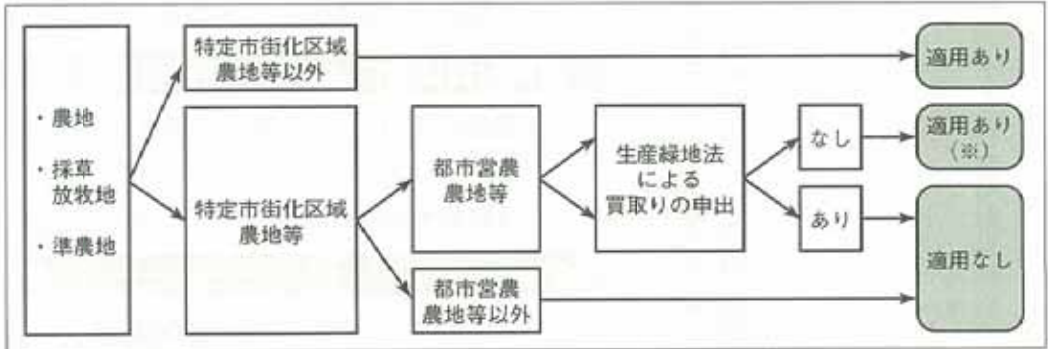 ・農地
・採草
放牧地
・準農地
特定市街化区域
農地等以外
特定市街化区域
農地等
都市営農
農地等
都市営農
農地等以外
生産緑地法
による
買取りの申出
なし
あり
適用あり
適用あり
(※)
適用なし